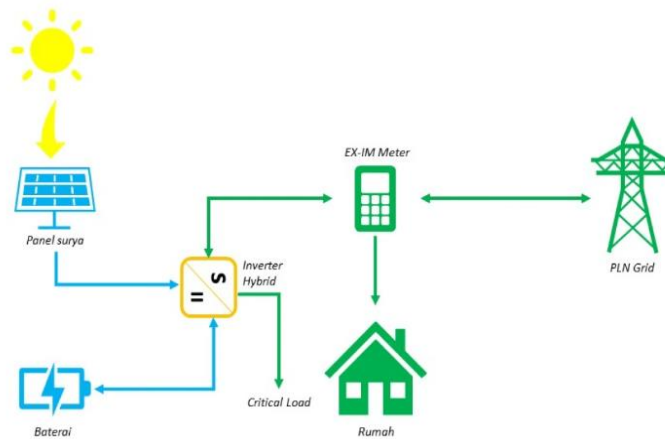 EX-IM Meter
Panel surya
Inverter
Hybrid
PLN Grid
Baterai
Critical Load
Rumah